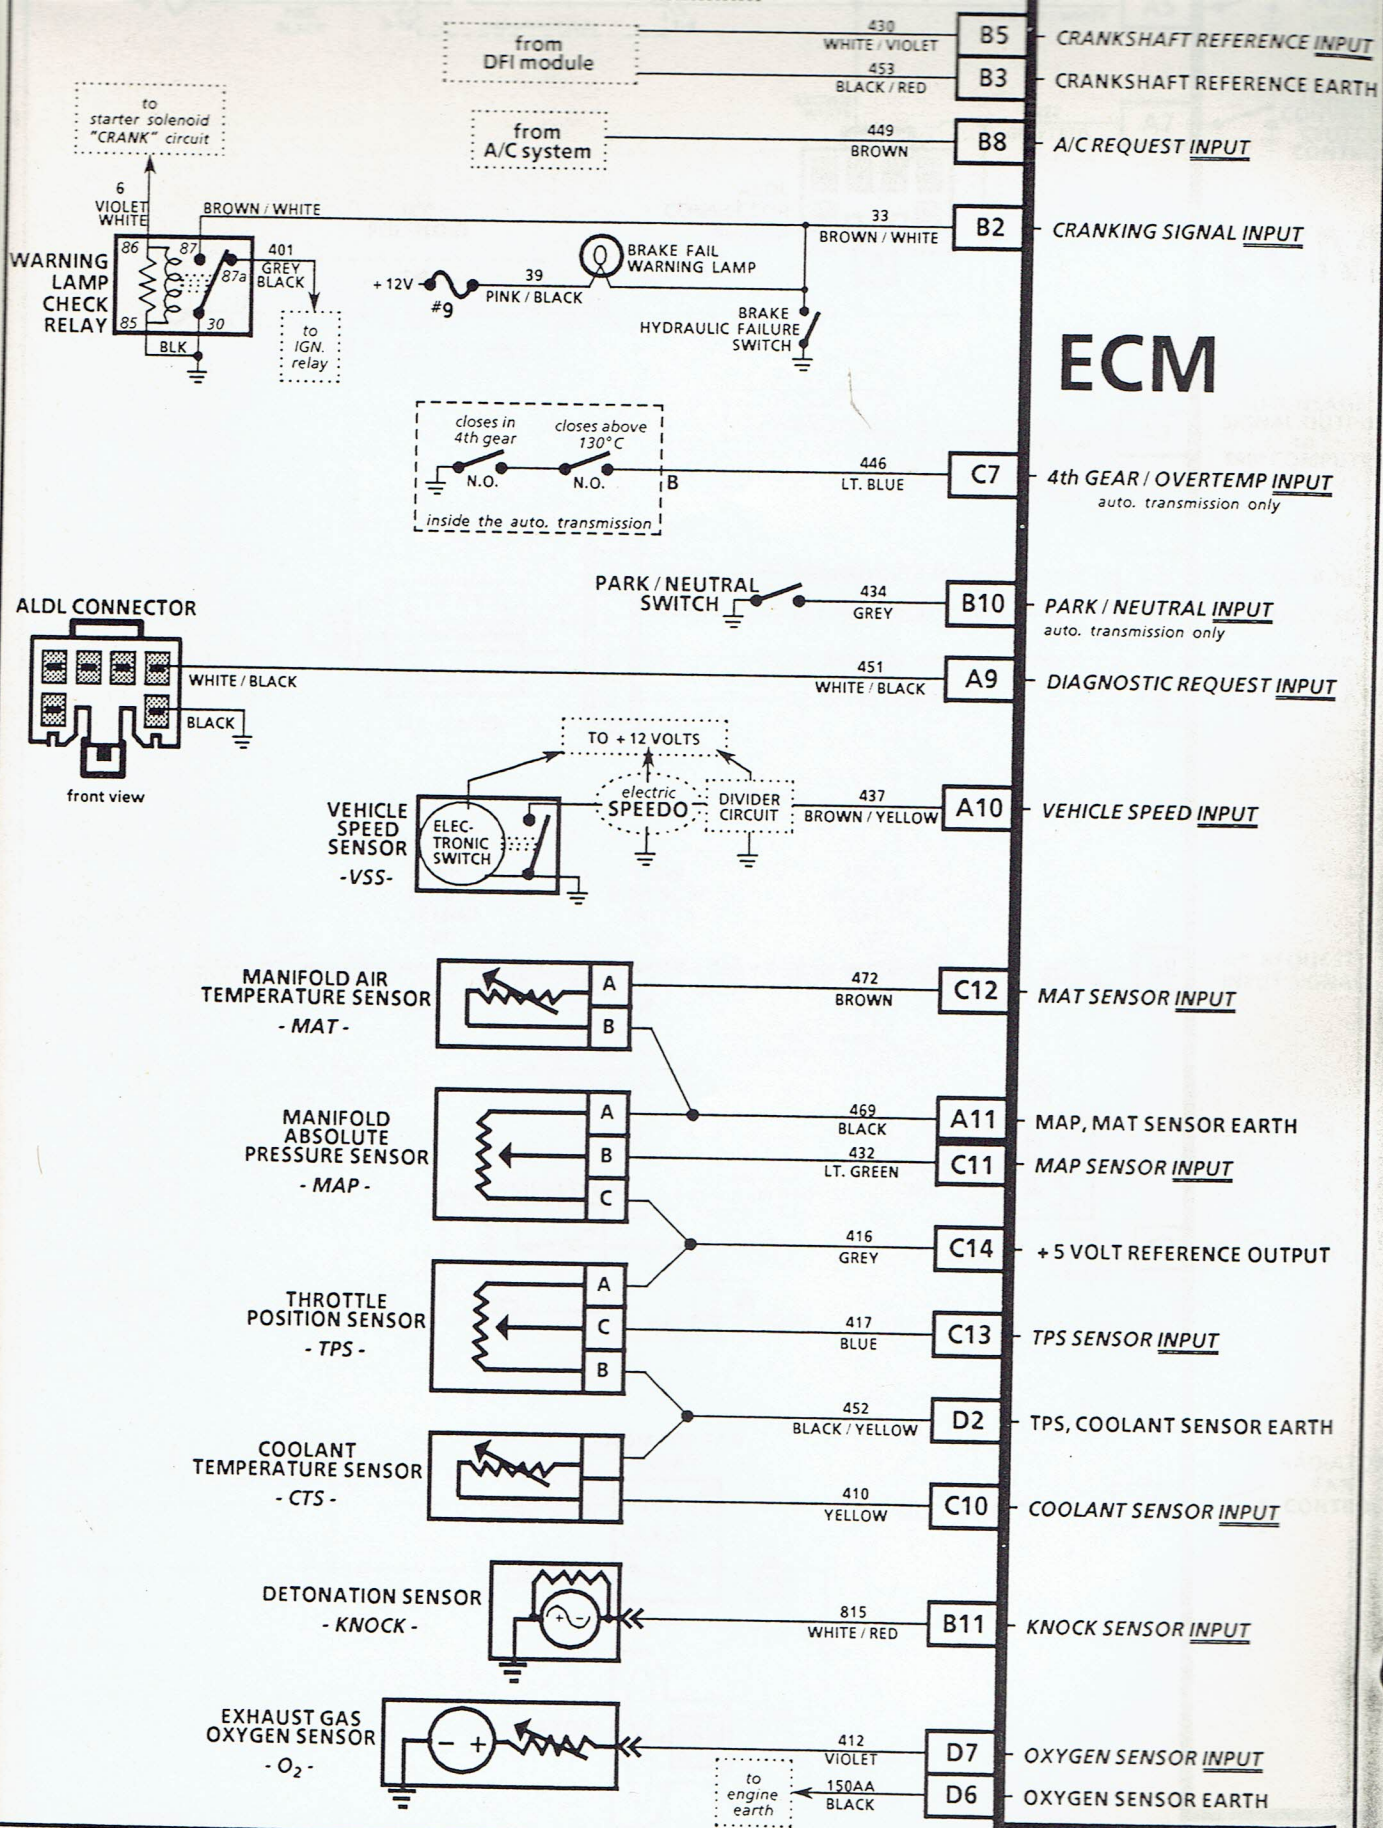 from
DFI module
430
WHITE / VIOLET
B5
CRANKSHAFT REFERENCE INPUT
453
BLACK / RED
B3
CRANKSHAFT REFERENCE EARTH
to
starter solenoid
"CRANK" circuit
from
A/C system
449
BROWN
B8
A/C REQUEST INPUT
6
VIOLET
WHITE
BROWN / WHITE
33
BROWN / WHITE
B2
CRANKING SIGNAL INPUT
WARNING
LAMP
CHECK
RELAY
86
87
87a
85
30
401
GREY
BLACK
BLK
to
IGN.
relay
+ 12V
#9
39
PINK / BLACK
BRAKE FAIL
WARNING LAMP
BRAKE
HYDRAULIC FAILURE
SWITCH
ECM
closes in
4th gear
closes above
130°C
N.O.
N.O.
B
inside the auto. transmission
446
LT. BLUE
C7
4th GEAR / OVERTEMP INPUT
auto. transmission only
PARK / NEUTRAL
SWITCH
434
GREY
B10
PARK / NEUTRAL INPUT
auto. transmission only
ALDL CONNECTOR
WHITE / BLACK
451
WHITE / BLACK
A9
DIAGNOSTIC REQUEST INPUT
BLACK
front view
TO + 12 VOLTS
VEHICLE
SPEED
SENSOR
-VSS-
ELEC-
TRONIC
SWITCH
electric
SPEEDO
DIVIDER
CIRCUIT
437
BROWN / YELLOW
A10
VEHICLE SPEED INPUT
MANIFOLD AIR
TEMPERATURE SENSOR
- MAT -
A
B
472
BROWN
C12
MAT SENSOR INPUT
MANIFOLD
ABSOLUTE
PRESSURE SENSOR
- MAP -
A
B
C
469
BLACK
A11
MAP, MAT SENSOR EARTH
432
LT. GREEN
C11
MAP SENSOR INPUT
416
GREY
C14
+ 5 VOLT REFERENCE OUTPUT
THROTTLE
POSITION SENSOR
- TPS -
A
C
B
417
BLUE
C13
TPS SENSOR INPUT
452
BLACK / YELLOW
D2
TPS, COOLANT SENSOR EARTH
COOLANT
TEMPERATURE SENSOR
- CTS -
410
YELLOW
C10
COOLANT SENSOR INPUT
DETONATION SENSOR
- KNOCK -
+ -
815
WHITE / RED
B11
KNOCK SENSOR INPUT
EXHAUST GAS
OXYGEN SENSOR
- O₂ -
- +
412
VIOLET
D7
OXYGEN SENSOR INPUT
to
engine
earth
150AA
BLACK
D6
OXYGEN SENSOR EARTH